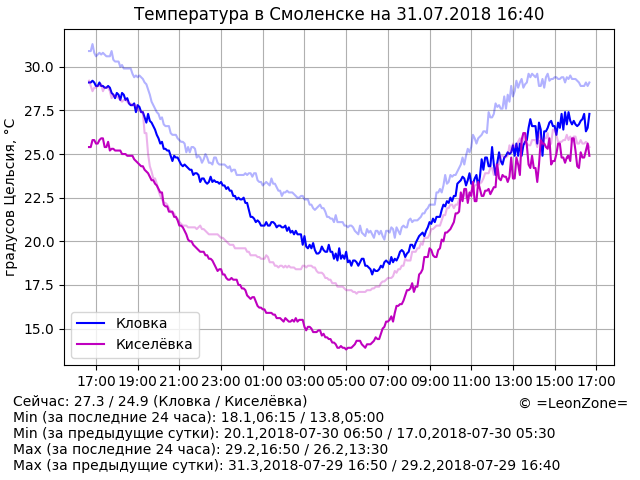 Температура в Смоленске на 31.07.2018 16:40
градусов Цельсия, °C
30.0
27.5
25.0
22.5
20.0
17.5
15.0
Кловка
Киселёвка
17:00 19:00 21:00 23:00 01:00 03:00 05:00 07:00 09:00 11:00 13:00 15:00 17:00
Сейчас: 27.3 / 24.9 (Кловка / Киселёвка)
© =LeonZone=
Min (за последние 24 часа): 18.1,06:15 / 13.8,05:00
Min (за предыдущие сутки): 20.1,2018-07-30 06:50 / 17.0,2018-07-30 05:30
Max (за последние 24 часа): 29.2,16:50 / 26.2,13:30
Max (за предыдущие сутки): 31.3,2018-07-29 16:50 / 29.2,2018-07-29 16:40